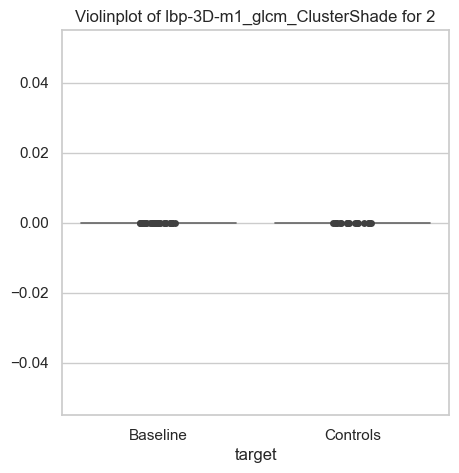 Violinplot of lbp-3D-m1_glcm_ClusterShade for 2
0.04
0.02
0.00
−0.02
−0.04
Baseline
Controls
target